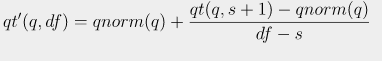 qt′(q, df) = qnorm(q) + \frac{qt(q, s + 1) − qnorm(q)}{df − s}